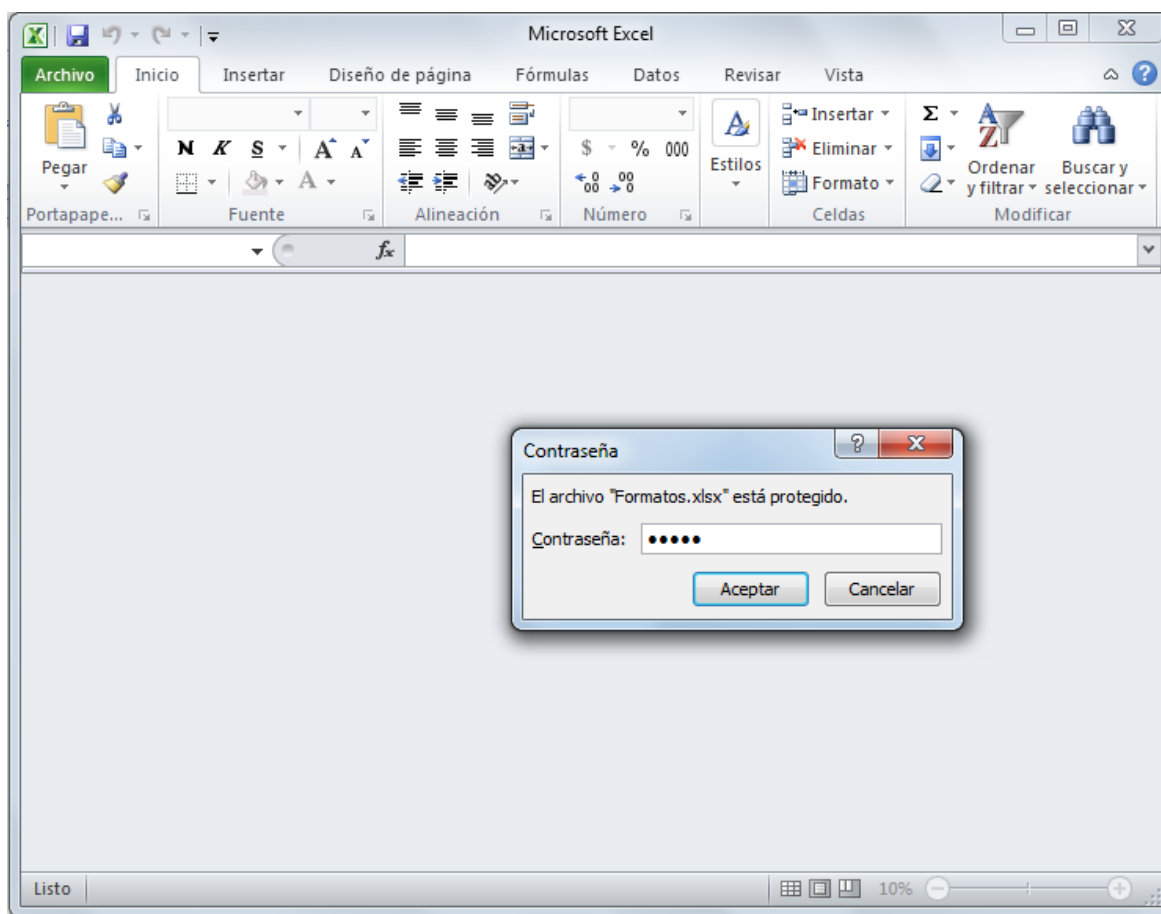 Microsoft Excel
Archivo Inicio Insertar Diseño de página Fórmulas Datos Revisar Vista
Insertar Σ
N K S A A $ % 000 Eliminar
Pegar Estilos Ordenar Buscar y
A Formato y filtrar seleccionar
Portapape... Fuente Alineación Número Celdas Modificar
fx
Contraseña
El archivo "Formatos.xlsx" está protegido.
Contraseña: •••••
Aceptar Cancelar
Listo 10%